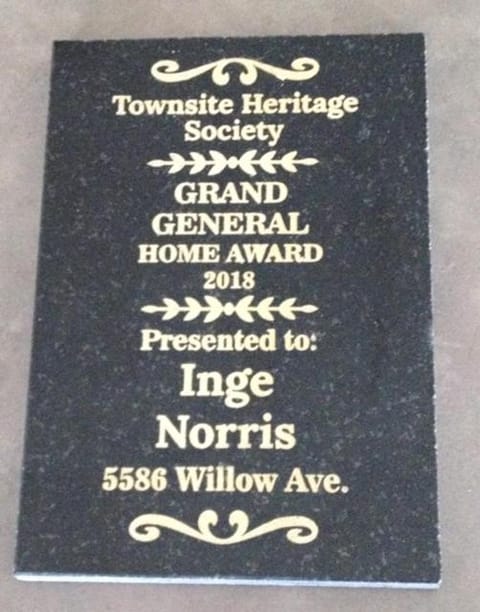 Townsite Heritage
Society
GRAND
GENERAL
HOME AWARD
2018
Presented to:
Inge
Norris
5586 Willow Ave.